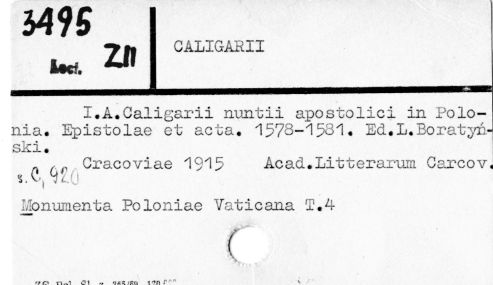 3495
Loci. ZII
CALIGARII
I.A.Caligarii nuntii apostolici in Polo-
nia. Epistolae et acta. 1578-1581. Ed.L.Boratyń-
ski.
Cracoviae 1915 Acad.Litterarum Carcov.
s.C, 920
Monumenta Poloniae Vaticana T.4